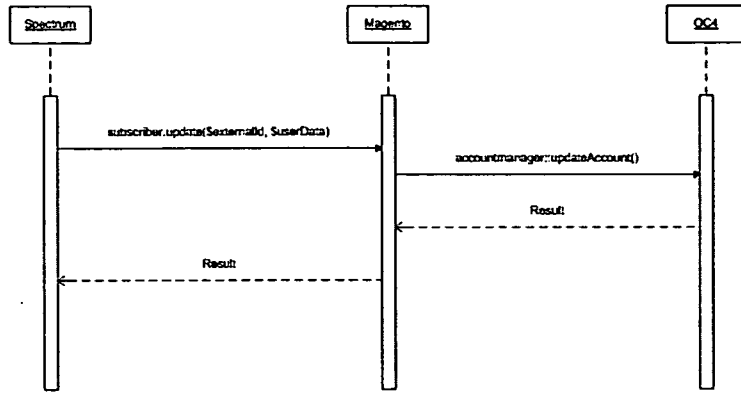 Spectrum
Magento
OC4
subscriber.update($externalId, $userData)
accountmanager::updateAccount()
Result
Result